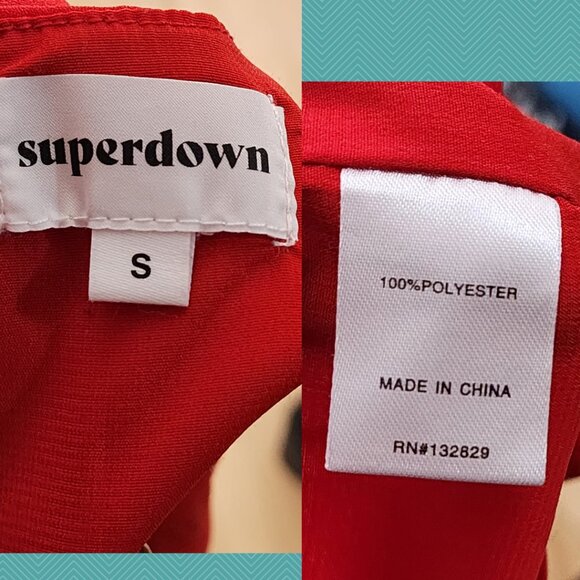 superdown
S
100%POLYESTER
MADE IN CHINA
RN#132829